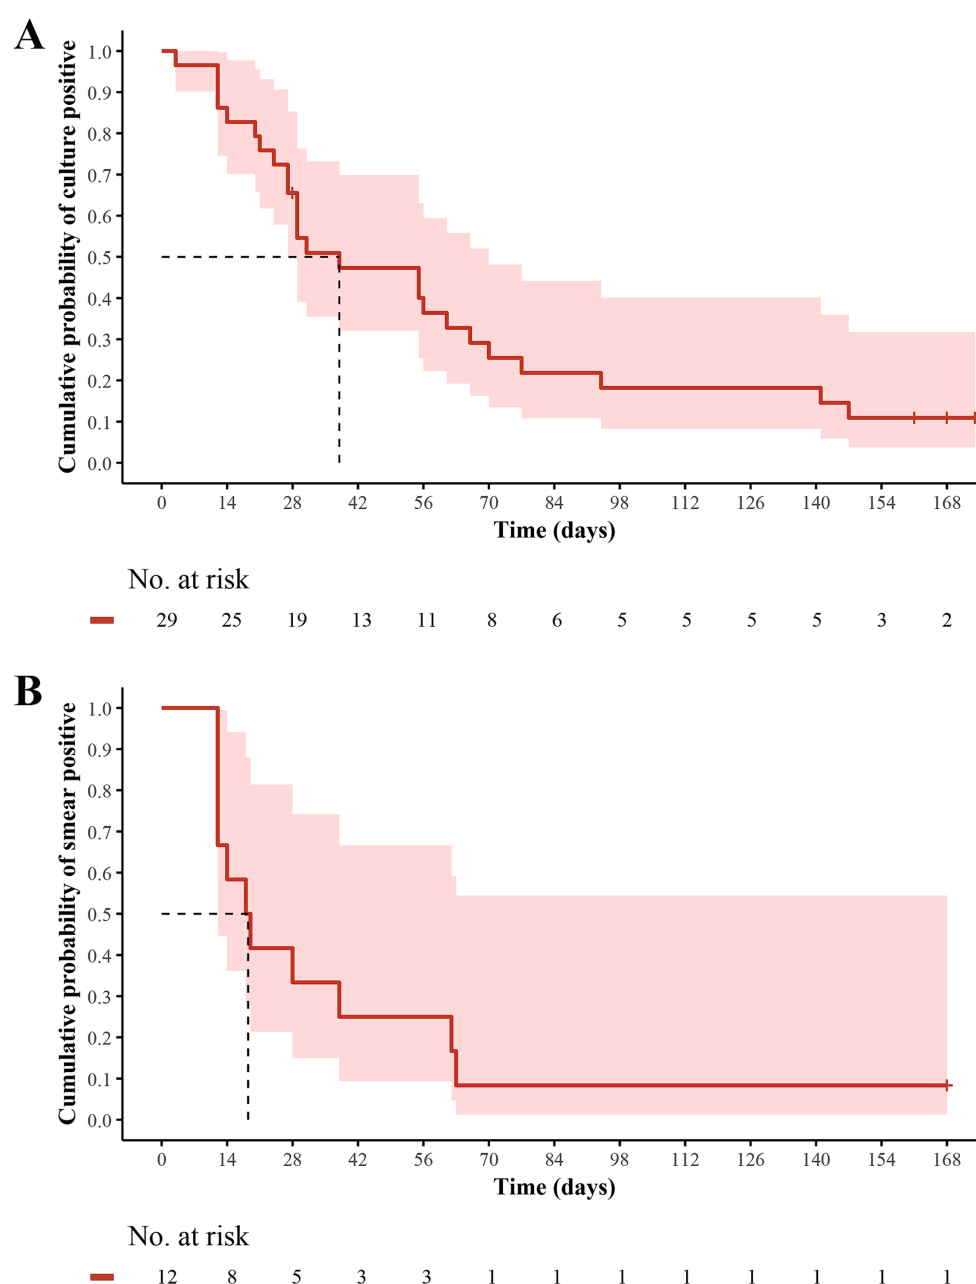 A
Cumulative probability of culture positive
1.0
0.9
0.8
0.7
0.6
0.5
0.4
0.3
0.2
0.1
0.0
0 14 28 42 56 70 84 98 112 126 140 154 168
Time (days)
No. at risk
29 25 19 13 11 8 6 5 5 5 5 3 2
B
Cumulative probability of smear positive
1.0
0.9
0.8
0.7
0.6
0.5
0.4
0.3
0.2
0.1
0.0
0 14 28 42 56 70 84 98 112 126 140 154 168
Time (days)
No. at risk
12 8 5 3 3 1 1 1 1 1 1 1 1